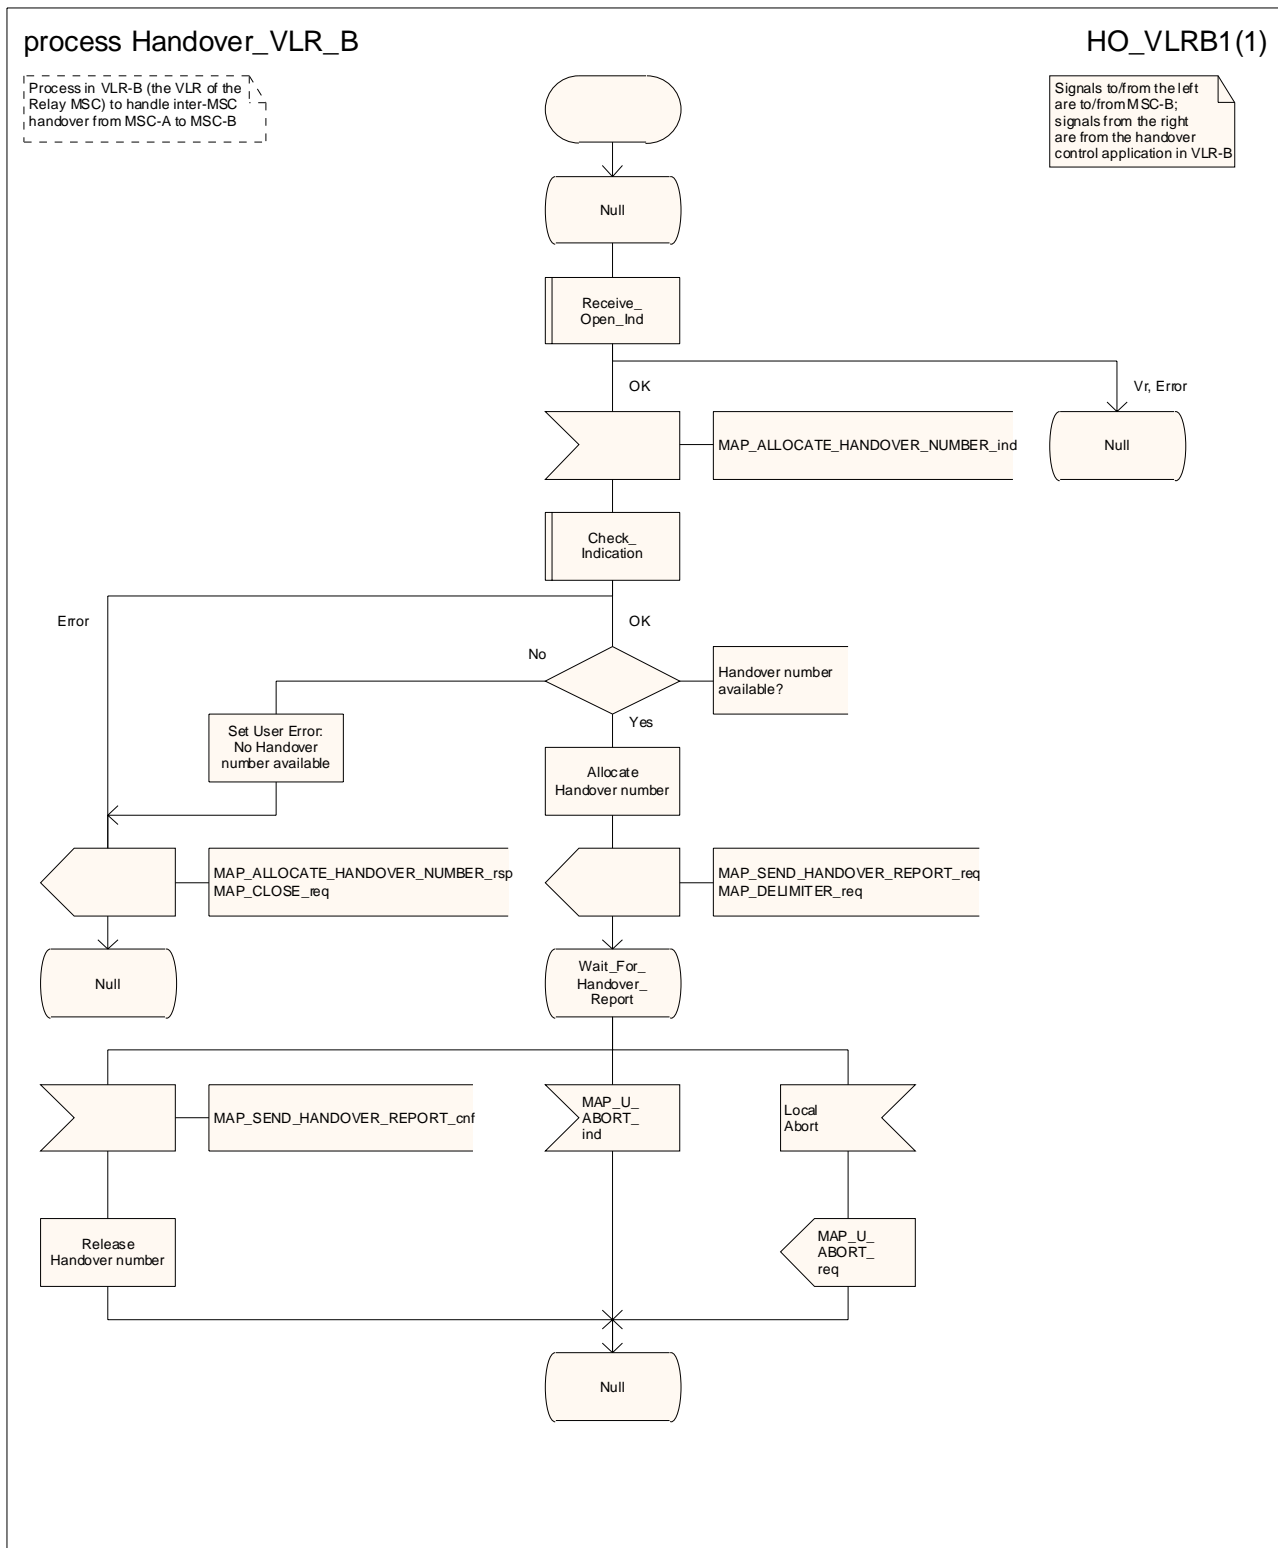 process Handover_VLR_B
HO_VLRB1(1)
Process in VLR-B (the VLR of the
Relay MSC) to handle inter-MSC
handover from MSC-A to MSC-B
Signals to/from the left
are to/from MSC-B;
signals from the right
are from the handover
control application in VLR-B
Null
Receive_
Open_Ind
OK
Vr, Error
MAP_ALLOCATE_HANDOVER_NUMBER_ind
Null
Check_
Indication
Error
OK
No
Handover number
available?
Yes
Set User Error:
No Handover
number available
Allocate
Handover number
MAP_ALLOCATE_HANDOVER_NUMBER_rsp
MAP_CLOSE_req
MAP_SEND_HANDOVER_REPORT_req
MAP_DELIMITER_req
Null
Wait_For_
Handover_
Report
MAP_SEND_HANDOVER_REPORT_cnf
MAP_U_
ABORT_
ind
Local
Abort
Release
Handover number
MAP_U_
ABORT_
req
Null